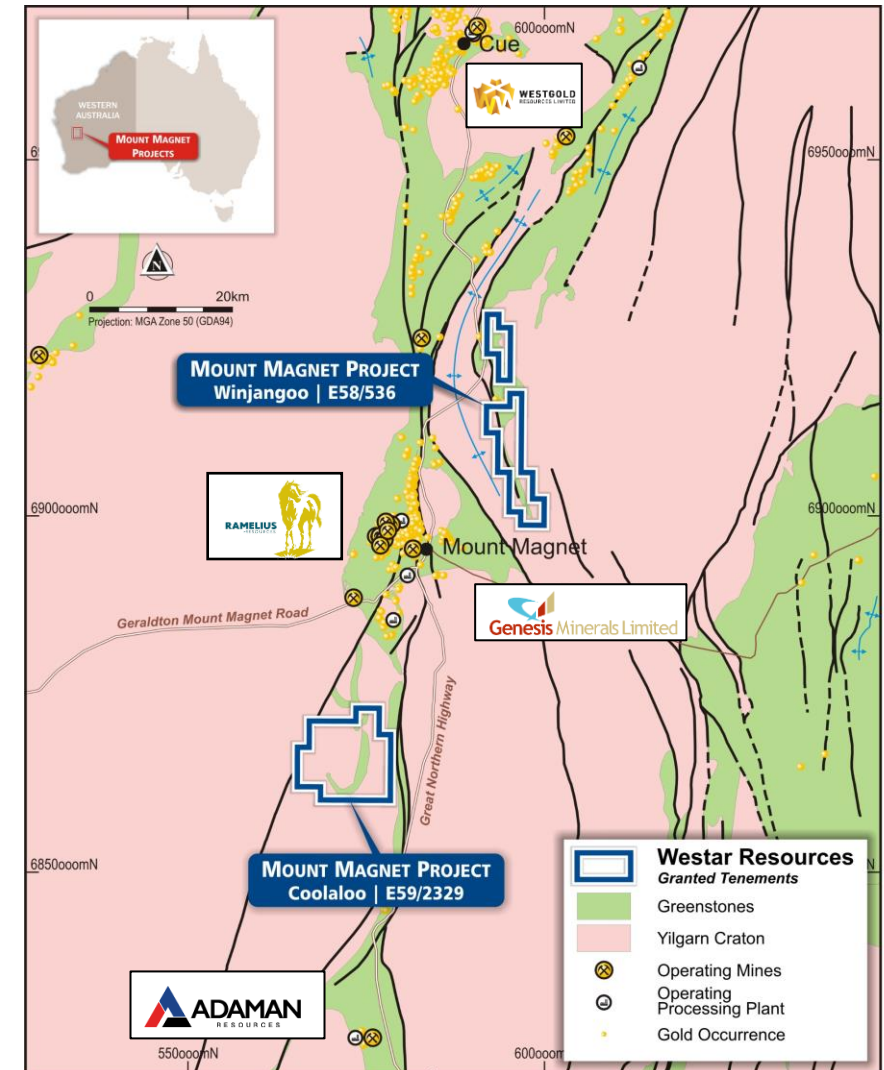 600000mN
Cue
WESTERN
AUSTRALIA
MOUNT MAGNET
PROJECTS
WESTGOLD
RESOURCES LIMITED
6950000mN
N
0 20km
Projection: MGA Zone 50 (GDA94)
MOUNT MAGNET PROJECT
Winjangoo | E58/536
RAMELIUS
RESOURCES
6900000mN
6900000mN
Mount Magnet
Geraldton Mount Magnet Road
Genesis Minerals Limited
Great Northern Highway
6850000mN
MOUNT MAGNET PROJECT
Coolaloo | E59/2329
Westar Resources
Granted Tenements
Greenstones
Yilgarn Craton
Operating Mines
Operating
Processing Plant
Gold Occurrence
ADAMAN
RESOURCES
550000mN